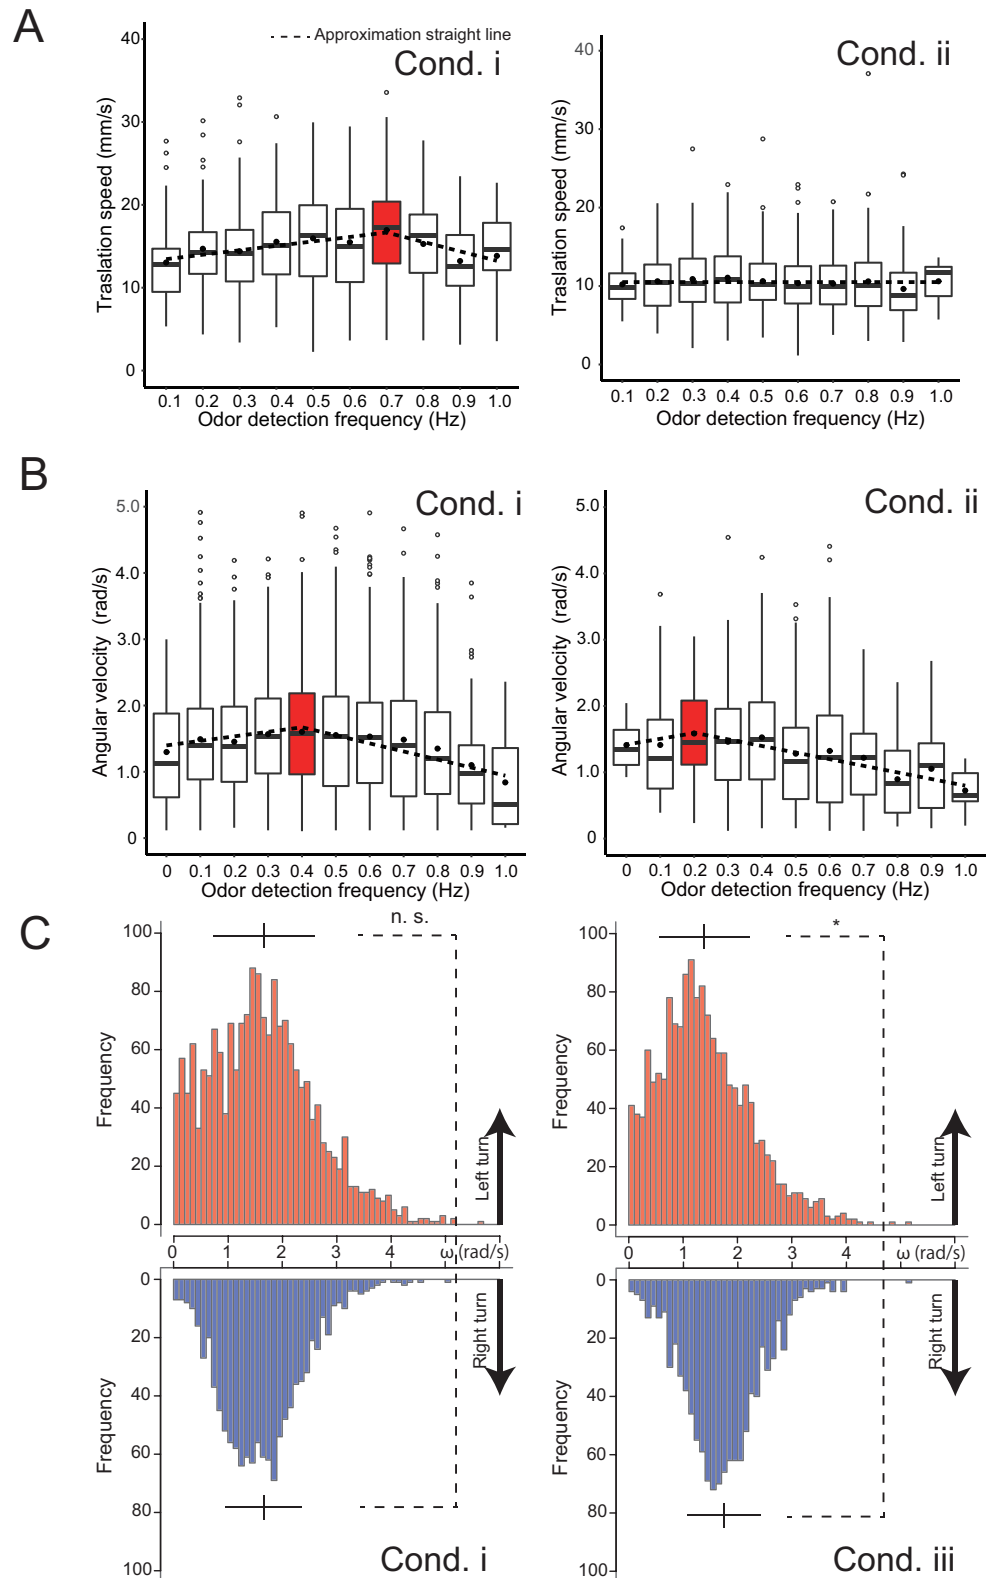 A
- - - - Approximation straight line
Cond. i
Traslation speed (mm/s)
40
30
20
10
0
0.1 0.2 0.3 0.4 0.5 0.6 0.7 0.8 0.9 1.0
Odor detection frequency (Hz)
Cond. ii
Traslation speed (mm/s)
40
30
20
10
0
0.1 0.2 0.3 0.4 0.5 0.6 0.7 0.8 0.9 1.0
Odor detection frequency (Hz)
B
Cond. i
Angular velocity (rad/s)
5.0
4.0
3.0
2.0
1.0
0
0 0.1 0.2 0.3 0.4 0.5 0.6 0.7 0.8 0.9 1.0
Odor detection frequency (Hz)
Cond. ii
Angular velocity (rad/s)
5.0
4.0
3.0
2.0
1.0
0
0 0.1 0.2 0.3 0.4 0.5 0.6 0.7 0.8 0.9 1.0
Odor detection frequency (Hz)
C
n. s.
Frequency
100
80
60
40
20
0
Left turn
0 1 2 3 4 ω (rad/s)
0
20
40
60
80
100
Frequency
Right turn
Cond. i
*
Frequency
100
80
60
40
20
0
Left turn
0 1 2 3 4 ω (rad/s)
0
20
40
60
80
100
Frequency
Right turn
Cond. iii